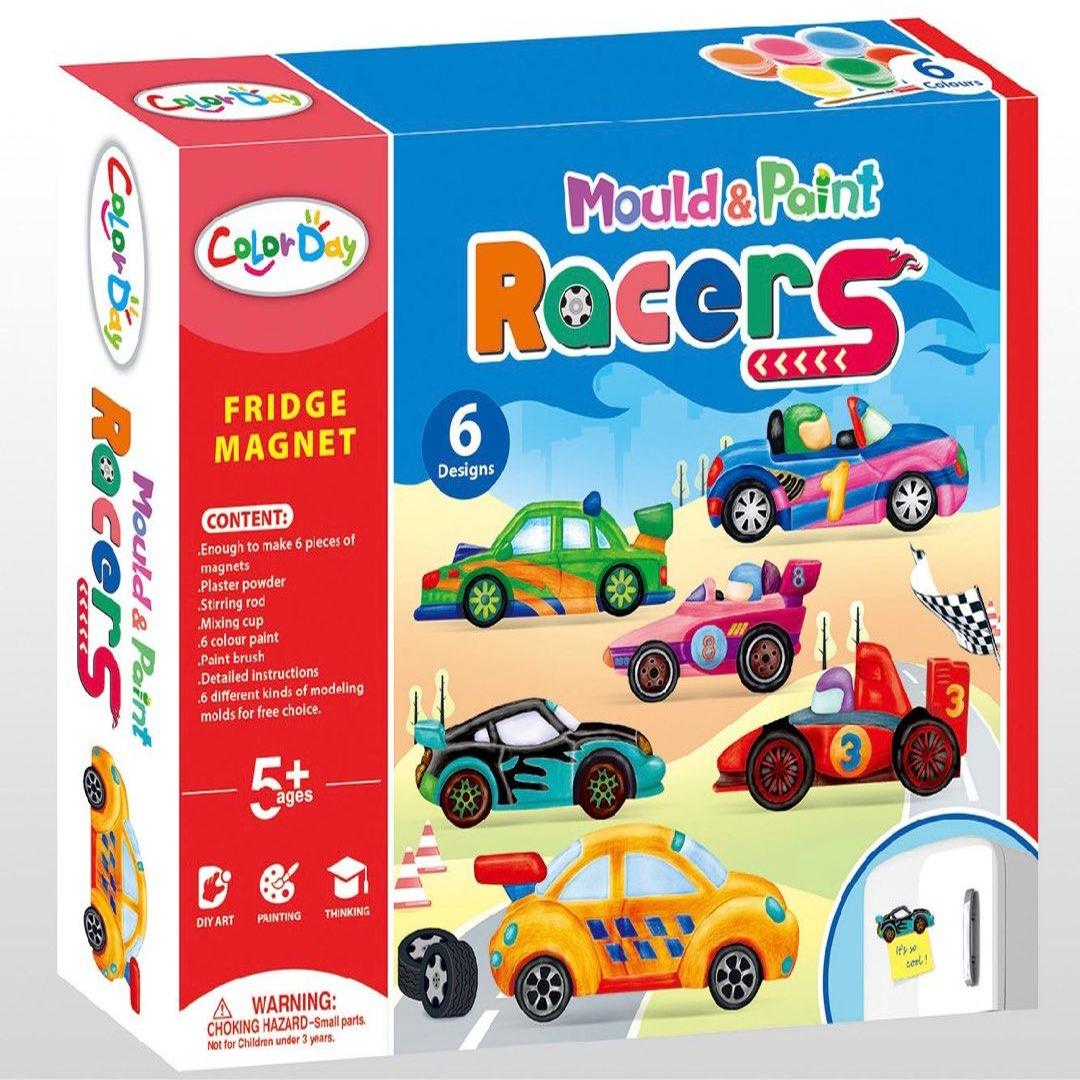 ColorDay
6
Colours
ColorDay
ColorDay
Mould & Paint
Racers
Mould & Paint
Racers
FRIDGE
MAGNET
6
Designs
CONTENT:
.Enough to make 6 pieces of
magnets
.Plaster powder
.Stirring rod
.Mixing cup
.6 colour paint
.Paint brush
.Detailed instructions
.6 different kinds of modeling
molds for free choice.
5+
ages
DIY ART
PAINTING
THINKING
WARNING:
CHOKING HAZARD–Small parts.
Not for Children under 3 years.
1
8
8
3
3
It's so
cool!